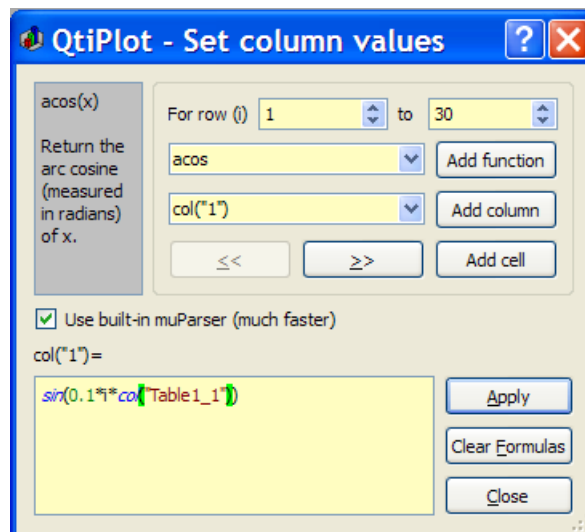 QtiPlot - Set column values
acos(x)
Return the
arc cosine
(measured
in radians)
of x.
For row (i) 1 to 30
acos Add function
col("1") Add column
<< >> Add cell
Use built-in muParser (much faster)
col("1")=
sin(0.1*i*col("Table1_1"))
Apply
Clear Formulas
Close